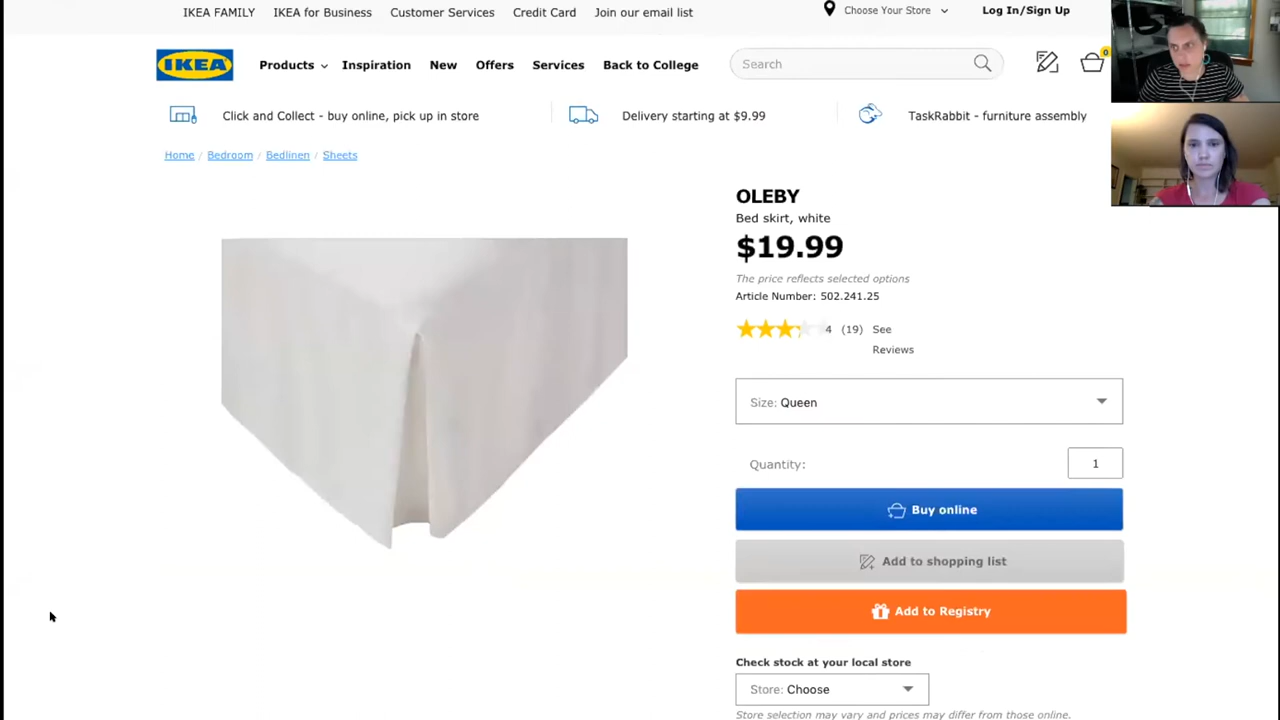 IKEA FAMILY IKEA for Business Customer Services Credit Card Join our email list Choose Your Store Log In/Sign Up
IKEA Products Inspiration New Offers Services Back to College Search 0
Click and Collect - buy online, pick up in store Delivery starting at $9.99 TaskRabbit - furniture assembly
Home / Bedroom / Bedlinen / Sheets
OLEBY
Bed skirt, white
$19.99
The price reflects selected options
Article Number: 502.241.25
4 (19) See
Reviews
Size: Queen
Quantity: 1
Buy online
Add to shopping list
Add to Registry
Check stock at your local store
Store: Choose
Store selection may vary and prices may differ from those online.